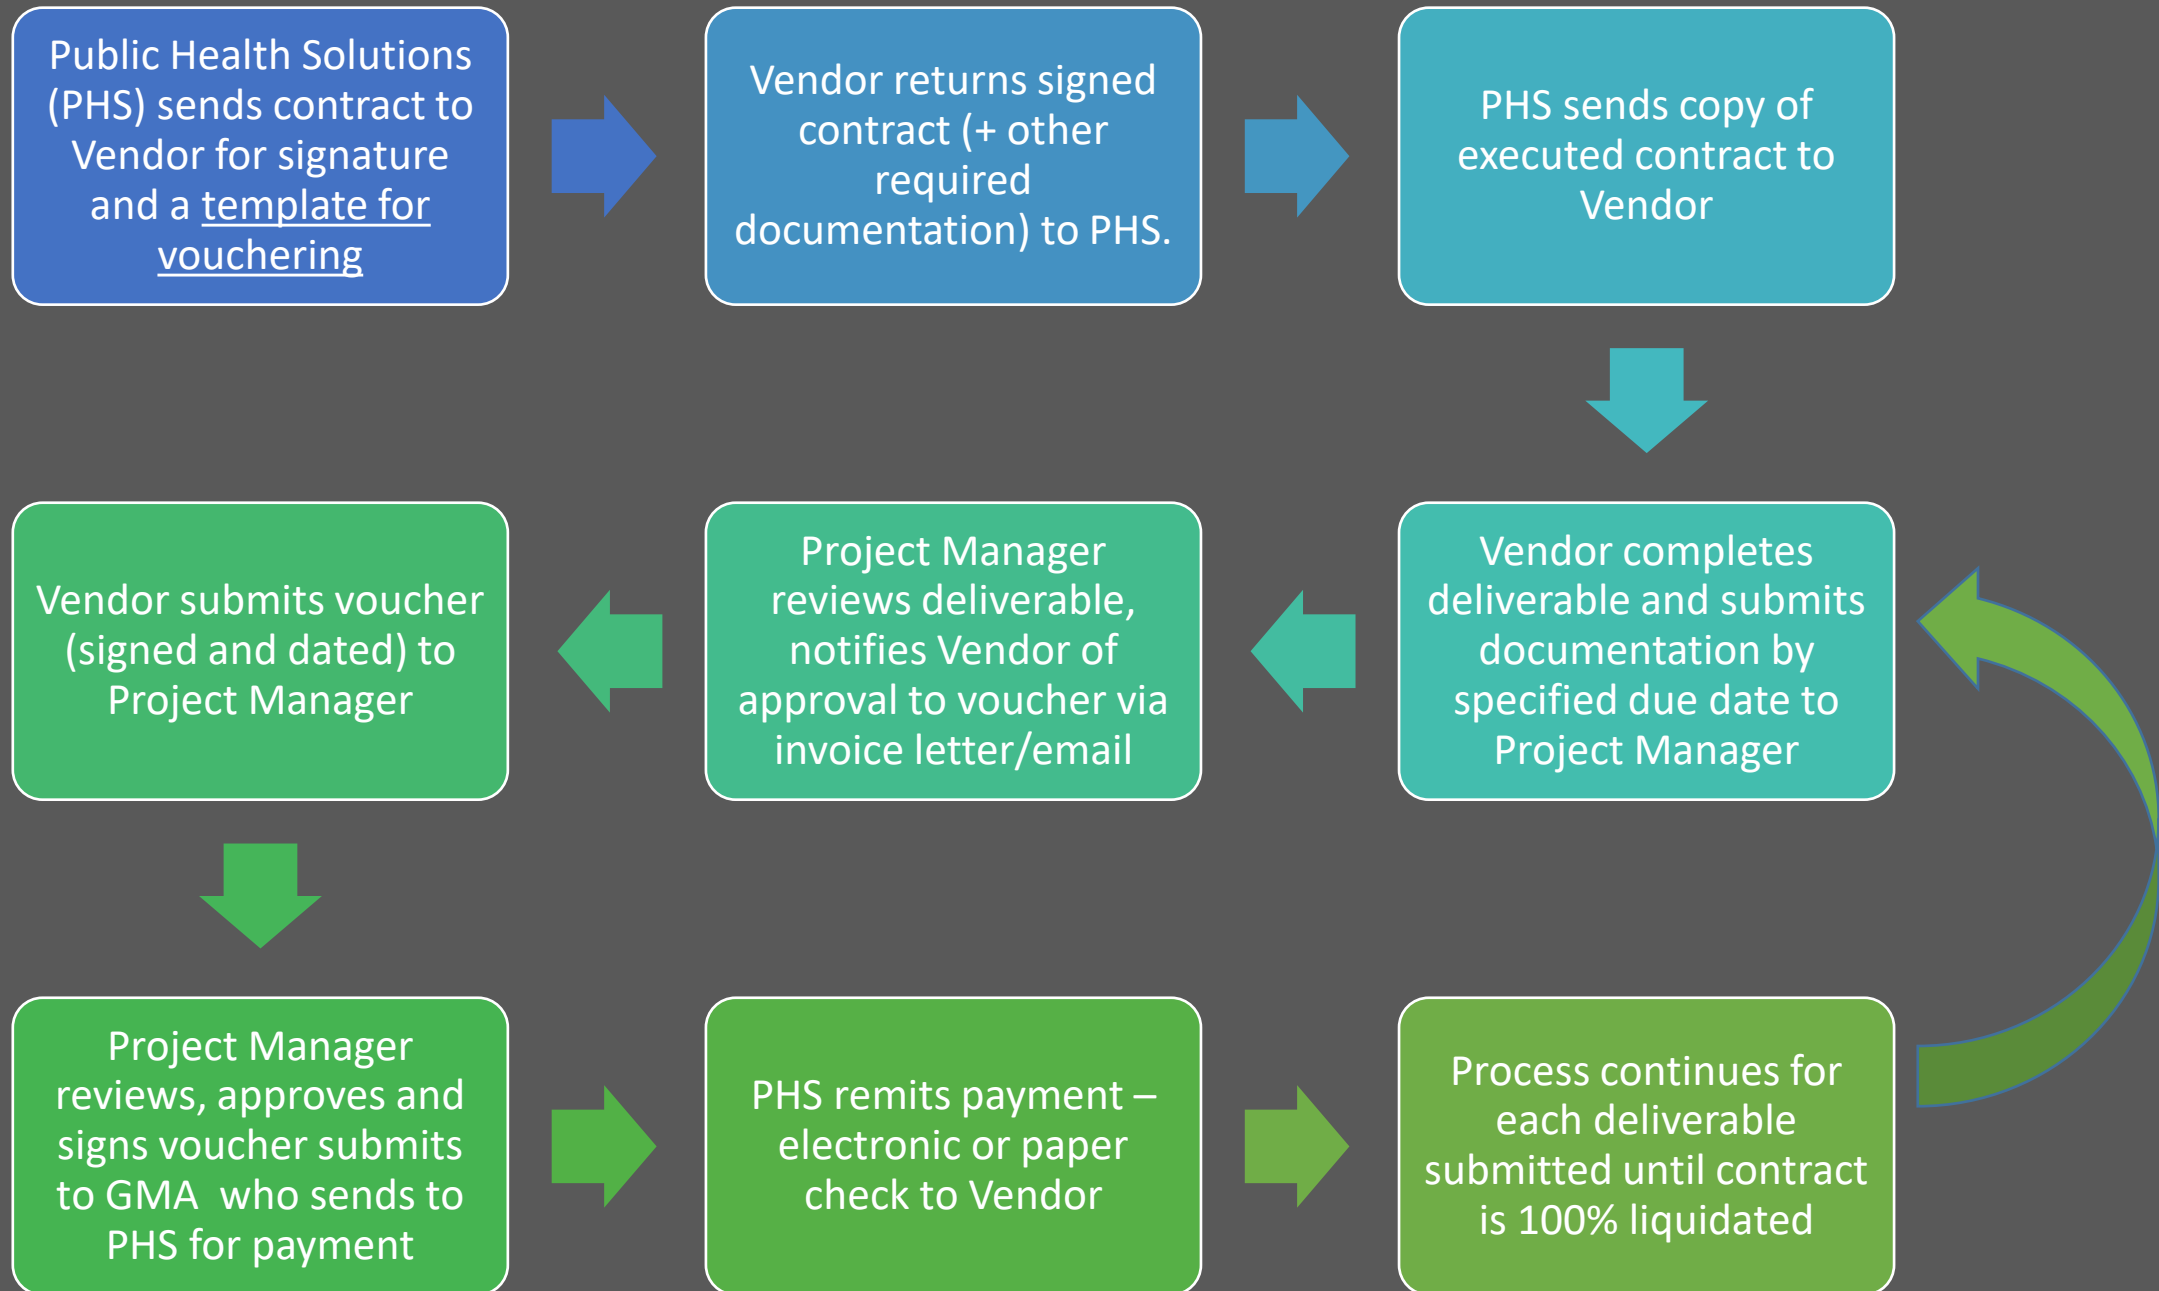 Public Health Solutions
(PHS) sends contract to
Vendor for signature
and a template for
vouchering
Vendor returns signed
contract (+ other
required
documentation) to PHS.
PHS sends copy of
executed contract to
Vendor
Vendor completes
deliverable and submits
documentation by
specified due date to
Project Manager
Project Manager
reviews deliverable,
notifies Vendor of
approval to voucher via
invoice letter/email
Vendor submits voucher
(signed and dated) to
Project Manager
Project Manager
reviews, approves and
signs voucher submits
to GMA  who sends to
PHS for payment
PHS remits payment –
electronic or paper
check to Vendor
Process continues for
each deliverable
submitted until contract
is 100% liquidated